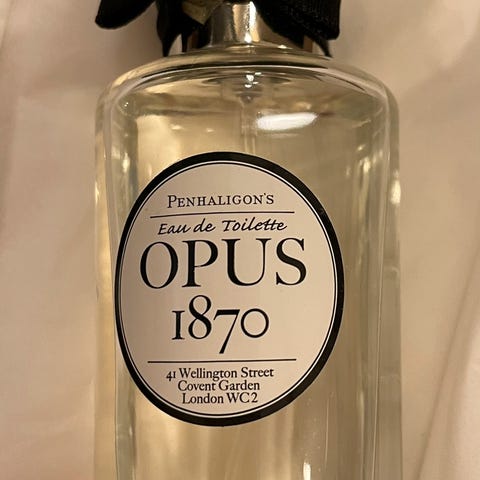 PENHALIGON'S
Eau de Toilette
OPUS
1870
41 Wellington Street
Covent Garden
London WC2